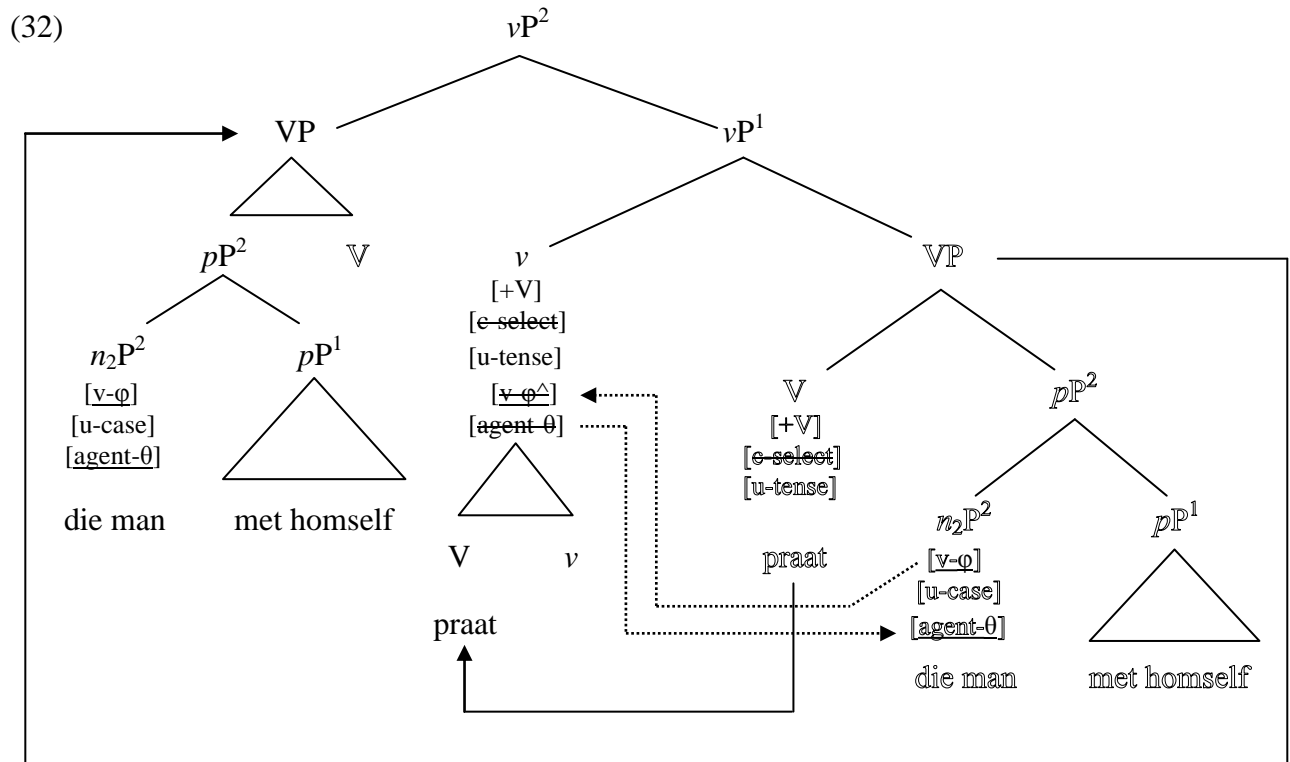 (32)
vP²
VP vP¹
pP² V v VP
[+V]
[c-select]
n₂P² pP¹ [u-tense] V pP²
[v-φ] [v-φ^] [+V]
[u-case] [agent-θ] [c-select]
[agent-θ] [u-tense]
die man met homself n₂P² pP¹
V v praat [v-φ]
[u-case]
praat [agent-θ]
die man met homself